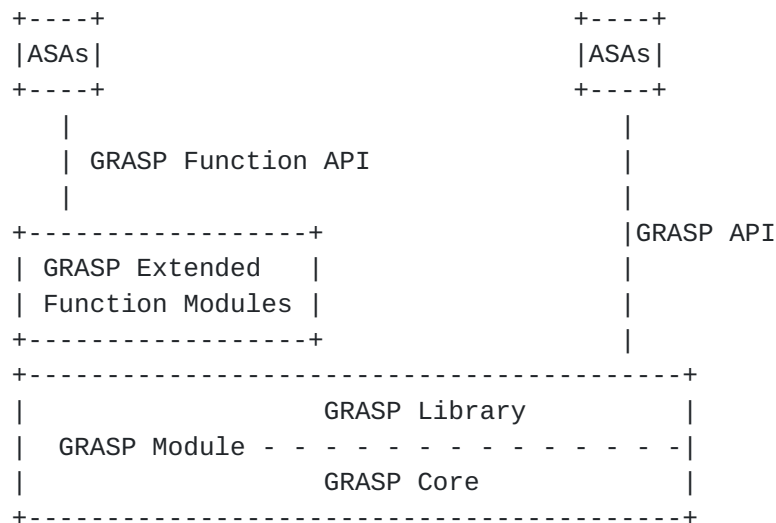 ASAs ASAs
GRASP Function API
GRASP API
GRASP Extended
Function Modules
GRASP Library
GRASP Module
GRASP Core